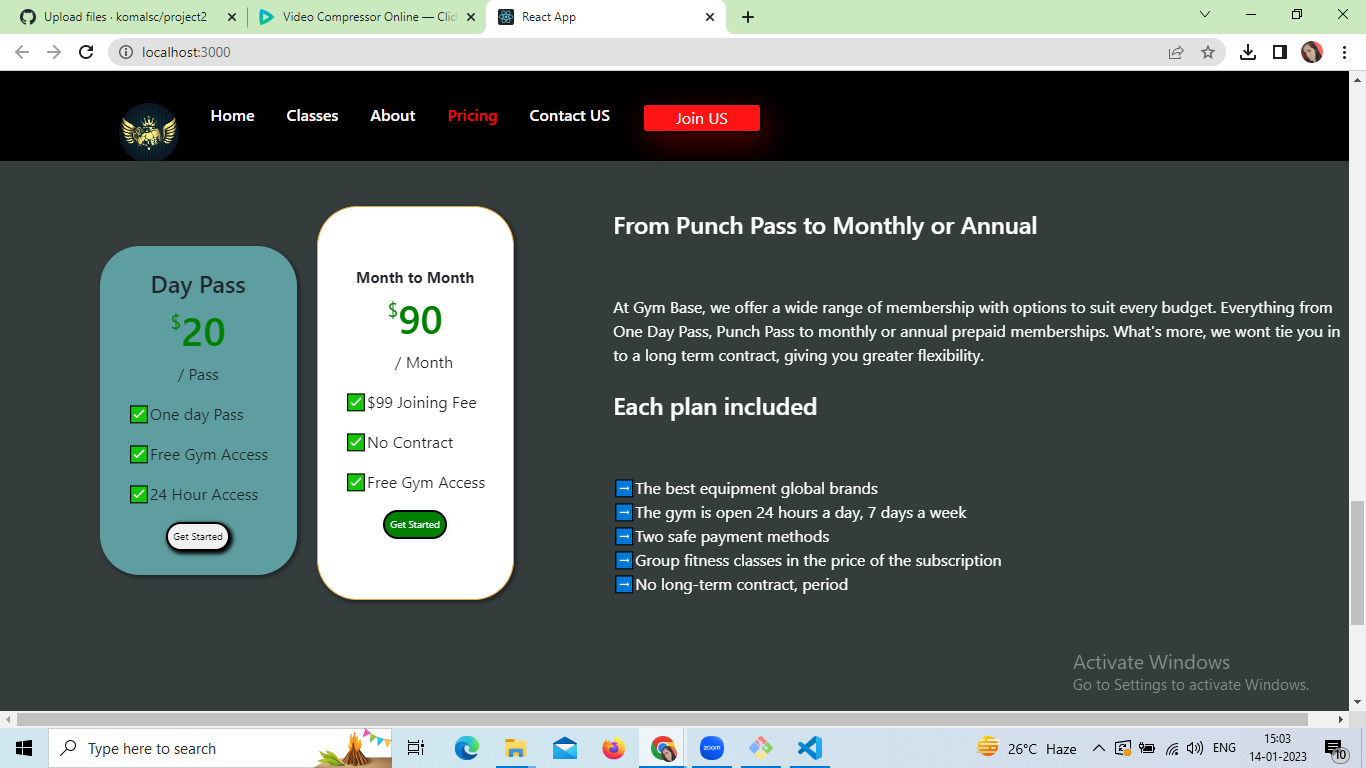 Upload files · komalsc/project2
Video Compressor Online — Clid
React App
localhost:3000
Home
Classes
About
Pricing
Contact US
Join US
Day Pass
$20
/ Pass
✅One day Pass
✅Free Gym Access
✅24 Hour Access
Get Started
Month to Month
$90
/ Month
✅$99 Joining Fee
✅No Contract
✅Free Gym Access
Get Started
From Punch Pass to Monthly or Annual
At Gym Base, we offer a wide range of membership with options to suit every budget. Everything from
One Day Pass, Punch Pass to monthly or annual prepaid memberships. What's more, we wont tie you in
to a long term contract, giving you greater flexibility.
Each plan included
➡The best equipment global brands
➡The gym is open 24 hours a day, 7 days a week
➡Two safe payment methods
➡Group fitness classes in the price of the subscription
➡No long-term contract, period
Activate Windows
Go to Settings to activate Windows.
Type here to search
zoom
26°C Haze
ENG
15:03
14-01-2023
10